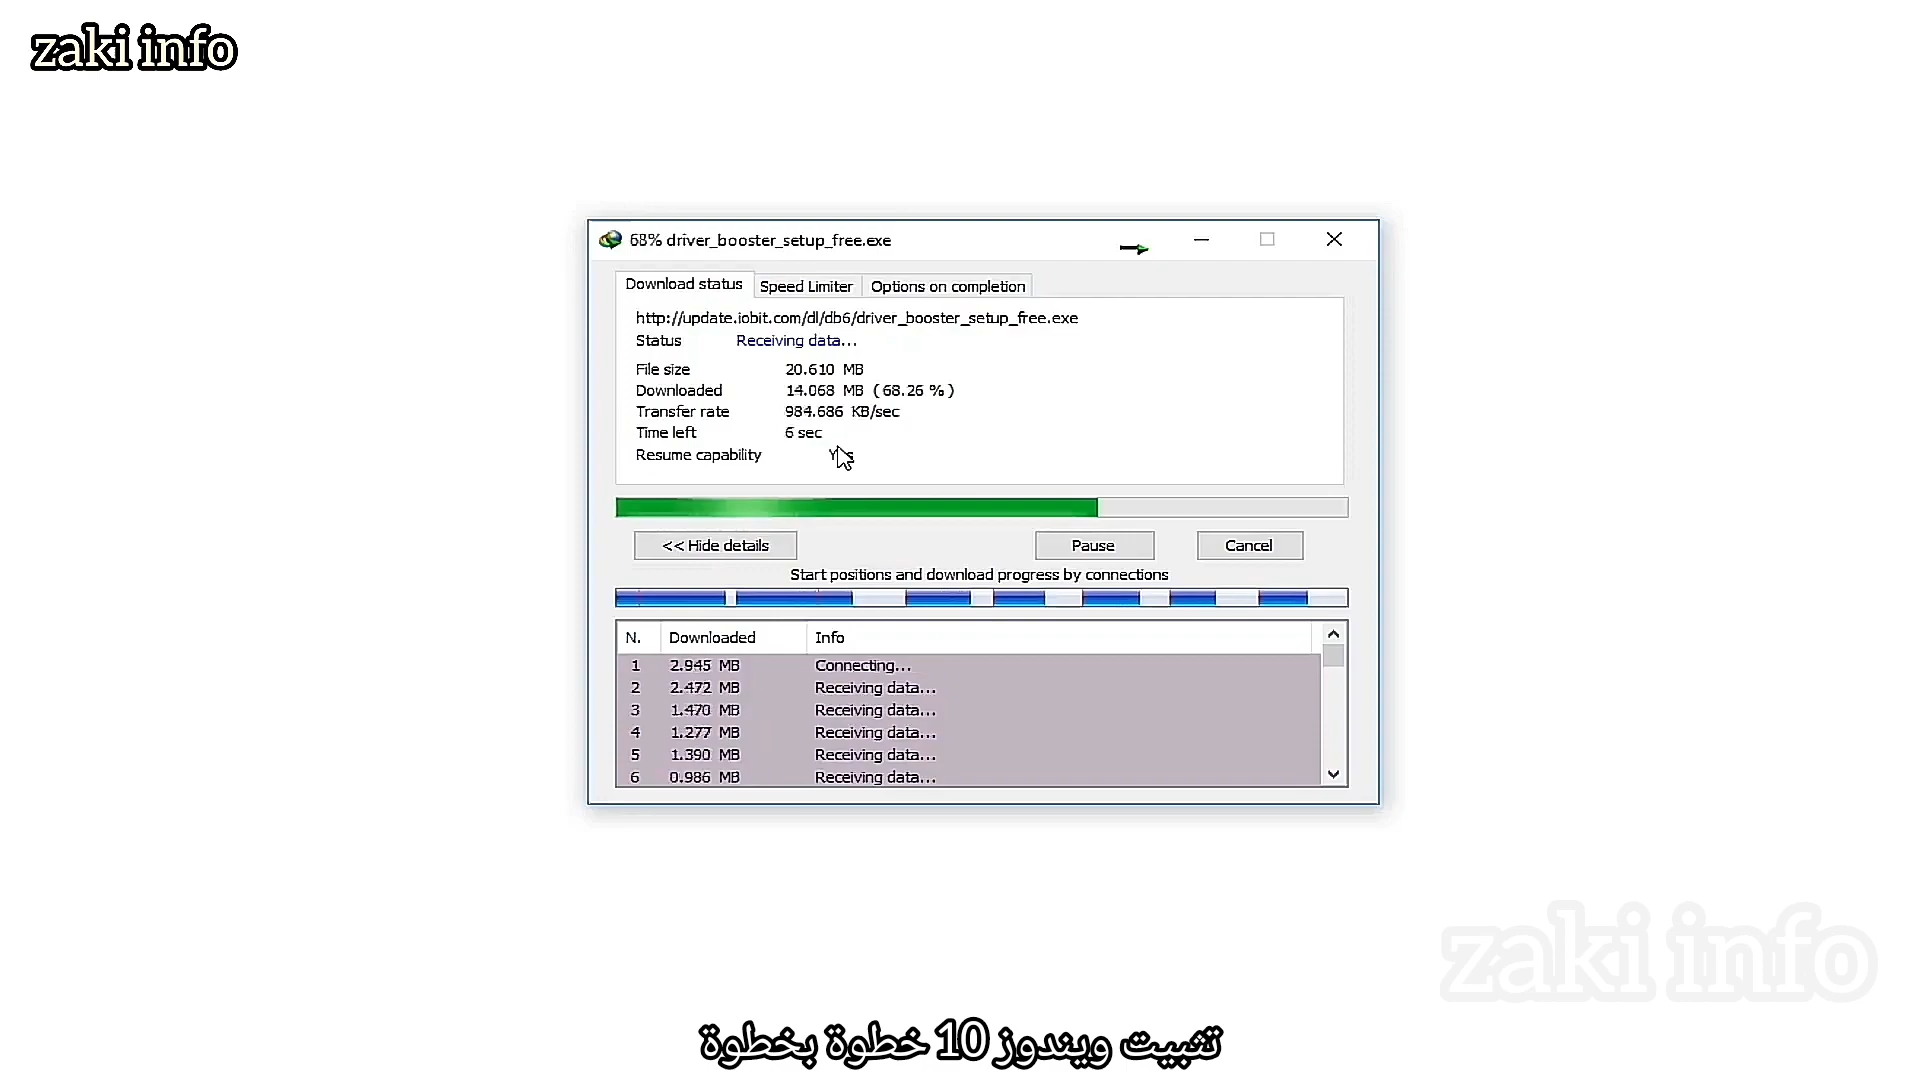 zaki info
68% driver_booster_setup_free.exe
Download status
Speed Limiter
Options on completion
http://update.iobit.com/dl/db6/driver_booster_setup_free.exe
Status Receiving data...
File size 20.610 MB
Downloaded 14.068 MB ( 68.26 % )
Transfer rate 984.686 KB/sec
Time left 6 sec
Resume capability Yes
<< Hide details
Pause
Cancel
Start positions and download progress by connections
N. Downloaded Info
1 2.945 MB Connecting...
2 2.472 MB Receiving data...
3 1.470 MB Receiving data...
4 1.277 MB Receiving data...
5 1.390 MB Receiving data...
6 0.986 MB Receiving data...
zaki info
تثبيت ويندوز 10 خطوة بخطوة